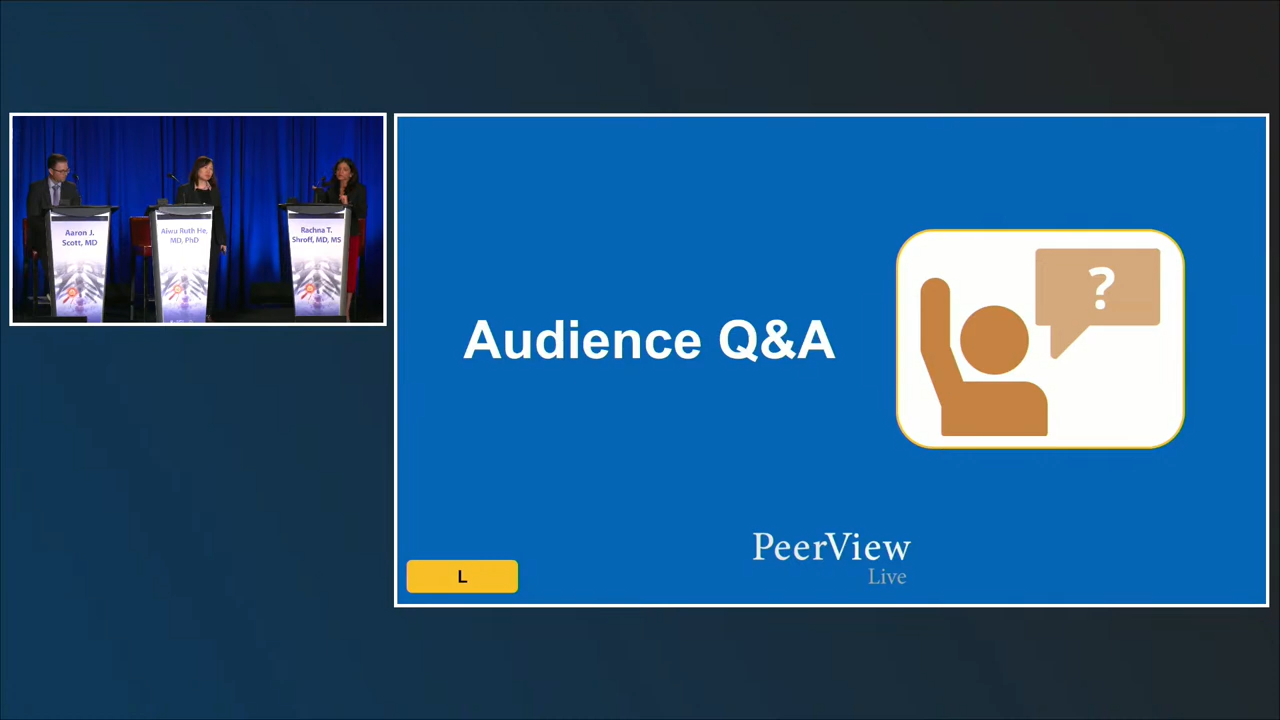 Aaron J.
Scott, MD
Aiwu Ruth He,
MD, PhD
Rachna T.
Shroff, MD, MS
Audience Q&A
?
PeerView
Live
L